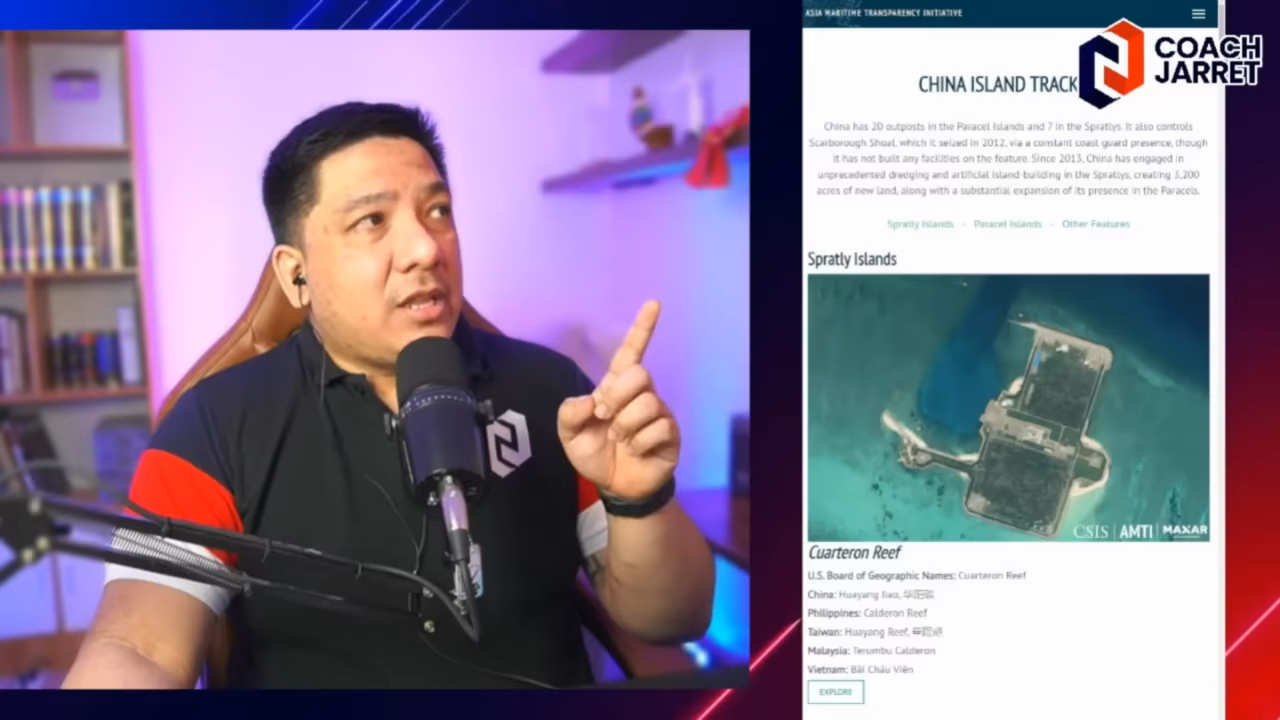 ASIA MARITIME TRANSPARENCY INITIATIVE
COACH
JARRET
CHINA ISLAND TRACK
China has 20 outposts in the Paracel Islands and 7 in the Spratlys. It also controls
Scarborough Shoal, which it seized in 2012, via a constant coast guard presence, though
it has not built any facilities on the feature. Since 2013, China has engaged in
unprecedented dredging and artificial island-building in the Spratlys, creating 3,200
acres of new land, along with a substantial expansion of its presence in the Paracels.
Spratly Islands - Paracel Islands - Other Features
Spratly Islands
CSIS | AMTI | MAXAR
Cuarteron Reef
U.S. Board of Geographic Names: Cuarteron Reef
China: Huayang Jiao, 华阳礁
Philippines: Calderon Reef
Taiwan: Huayang Reef,
Malaysia: Terumbu Calderon
Vietnam: Bãi Châu Viên
EXPLORE